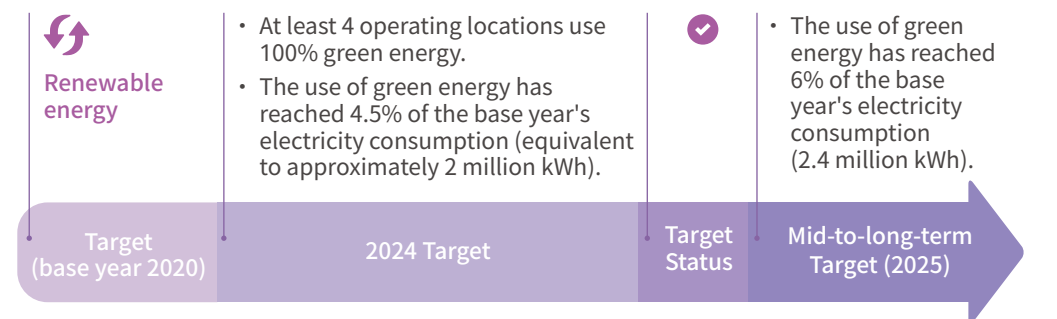 Renewable
energy
• At least 4 operating locations use
100% green energy.
• The use of green energy has
reached 4.5% of the base year's
electricity consumption (equivalent
to approximately 2 million kWh).
• The use of green
energy has reached
6% of the base
year's electricity
consumption
(2.4 million kWh).
Target
(base year 2020)
2024 Target
Target
Status
Mid-to-long-term
Target (2025)